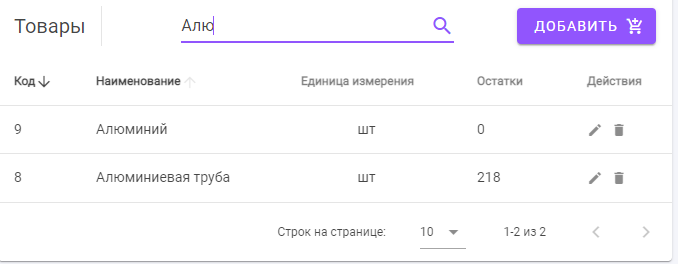 Товары Алю ДОБАВИТЬ
Код Наименование Единица измерения Остатки Действия
9 Алюминий шт 0
8 Алюминиевая труба шт 218
Строк на странице: 10 1-2 из 2